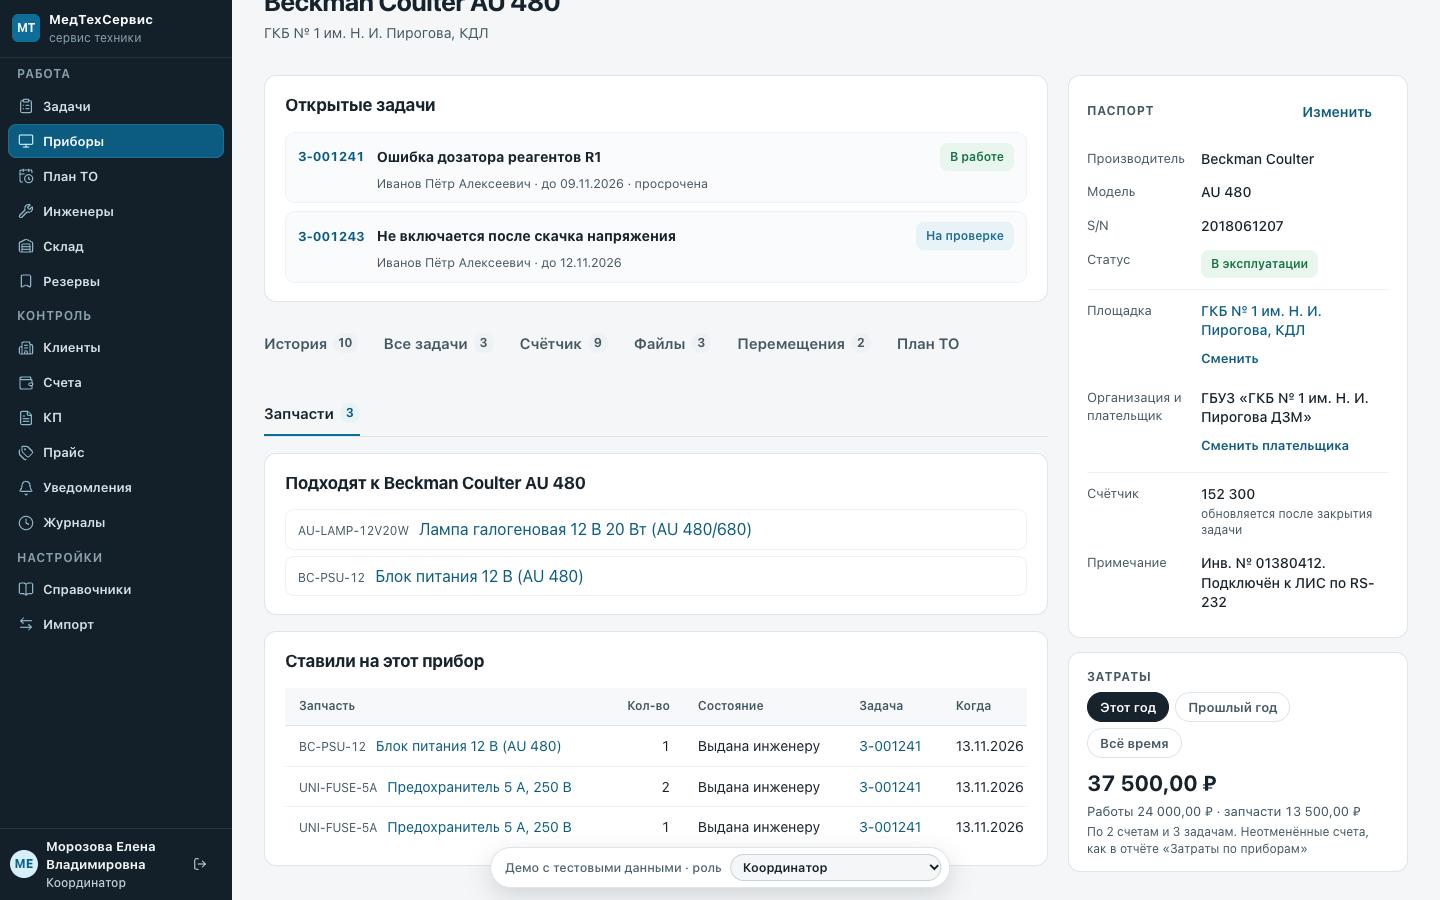 МТ
МедТехСервис
сервис техники
РАБОТА
Задачи
Приборы
План ТО
Инженеры
Склад
Резервы
КОНТРОЛЬ
Клиенты
Счета
КП
Прайс
Уведомления
Журналы
НАСТРОЙКИ
Справочники
Импорт
МЕ
Морозова Елена
Владимировна
Координатор
Beckman Coulter AU 480
ГКБ № 1 им. Н. И. Пирогова, КДЛ
Открытые задачи
З-001241 Ошибка дозатора реагентов R1 В работе
Иванов Пётр Алексеевич · до 09.11.2026 · просрочена
З-001243 Не включается после скачка напряжения На проверке
Иванов Пётр Алексеевич · до 12.11.2026
История 10 Все задачи 3 Счётчик 9 Файлы 3 Перемещения 2 План ТО
Запчасти 3
Подходят к Beckman Coulter AU 480
AU-LAMP-12V20W Лампа галогеновая 12 В 20 Вт (AU 480/680)
BC-PSU-12 Блок питания 12 В (AU 480)
Ставили на этот прибор
Запчасть Кол-во Состояние Задача Когда
BC-PSU-12 Блок питания 12 В (AU 480) 1 Выдана инженеру З-001241 13.11.2026
UNI-FUSE-5A Предохранитель 5 А, 250 В 2 Выдана инженеру З-001241 13.11.2026
UNI-FUSE-5A Предохранитель 5 А, 250 В 1 Выдана инженеру З-001241 13.11.2026
Демо с тестовыми данными · роль Координатор
ПАСПОРТ Изменить
Производитель Beckman Coulter
Модель AU 480
S/N 2018061207
Статус В эксплуатации
Площадка ГКБ № 1 им. Н. И.
Пирогова, КДЛ
Сменить
Организация и ГБУЗ «ГКБ № 1 им. Н. И.
плательщик Пирогова ДЗМ»
Сменить плательщика
Счётчик 152 300
обновляется после закрытия
задачи
Примечание Инв. № 01380412.
Подключён к ЛИС по RS-
232
ЗАТРАТЫ
Этот год Прошлый год
Всё время
37 500,00 ₽
Работы 24 000,00 ₽ · запчасти 13 500,00 ₽
По 2 счетам и 3 задачам. Неотменённые счета,
как в отчёте «Затраты по приборам»